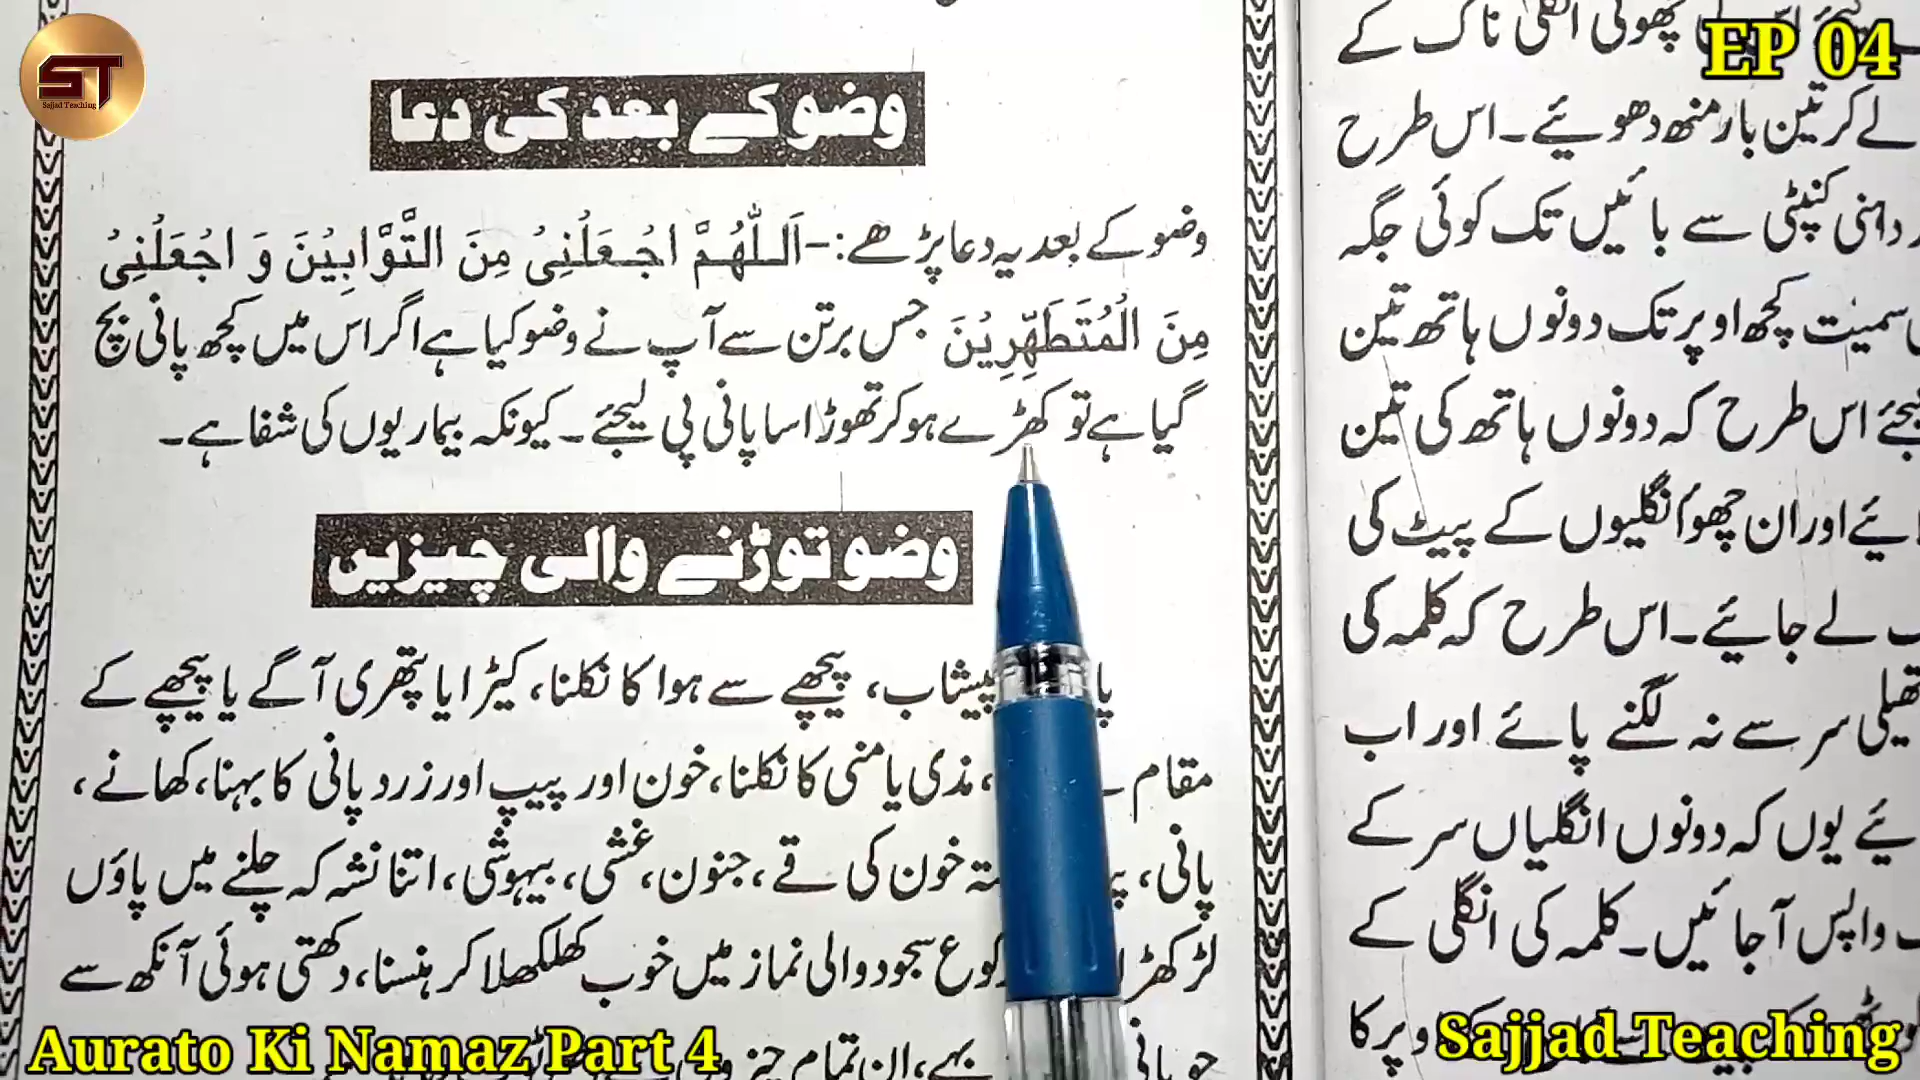 ST
Sajjad Teaching
EP 04
وضو کے بعد کی دعا
وضو کے بعد یہ دعا پڑھے:- اَللّٰهُمَّ اجْعَلْنِیْ مِنَ التَّوَّابِیْنَ وَ اجْعَلْنِیْ
مِنَ الْمُتَطَهِّرِیْنَ جس برتن سے آپ نے وضو کیا ہے اگر اس میں کچھ پانی بچ
گیا ہے تو کھڑے ہو کر تھوڑا سا پانی پی لیجئے۔ کیونکہ بیماریوں کی شفا ہے۔
وضو توڑنے والی چیزیں
پیشاب، پیچھے سے ہوا کا نکلنا، کیڑا یا پتھری آگے یا پیچھے کے
مقام ، مذی یا منی کا نکلنا، خون اور پیپ اور زرد پانی کا بہنا، کھانے،
پانی، خون کی قے، جنون، غشی، بیہوشی، اتنا نشہ کہ چلنے میں پاؤں
سجود والی نماز میں خوب کھلکھلا کر ہنسنا، دکھتی ہوئی آنکھ سے
جو پانی بہے، ان تمام
چھوٹی انگلی ناک کے
لے کر تین بار منھ دھوئیے۔ اس طرح
داہنی کنپٹی سے بائیں تک کوئی جگہ
سمیت کچھ اوپر تک دونوں ہاتھ تین
اس طرح کہ دونوں ہاتھ کی تین
اور ان چھوأنگلیوں کے پیٹ کی
لے جائیے۔ اس طرح کہ کلمہ کی
سر سے نہ لگنے پائے اور اب
یوں کہ دونوں انگلیاں سر کے
واپس آجائیں۔ کلمہ کی انگلی کے
Aurato Ki Namaz Part 4
Sajjad Teaching